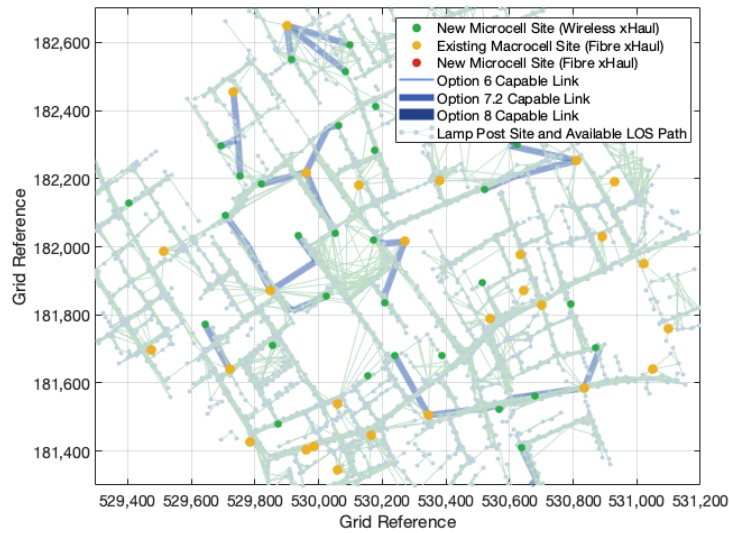 182,600
182,400
182,200
182,000
181,800
181,600
181,400
Grid Reference
New Microcell Site (Wireless xHaul)
Existing Macrocell Site (Fibre xHaul)
New Microcell Site (Fibre xHaul)
Option 6 Capable Link
Option 7.2 Capable Link
Option 8 Capable Link
Lamp Post Site and Available LOS Path
529,400 529,600 529,800 530,000 530,200 530,400 530,600 530,800 531,000 531,200
Grid Reference